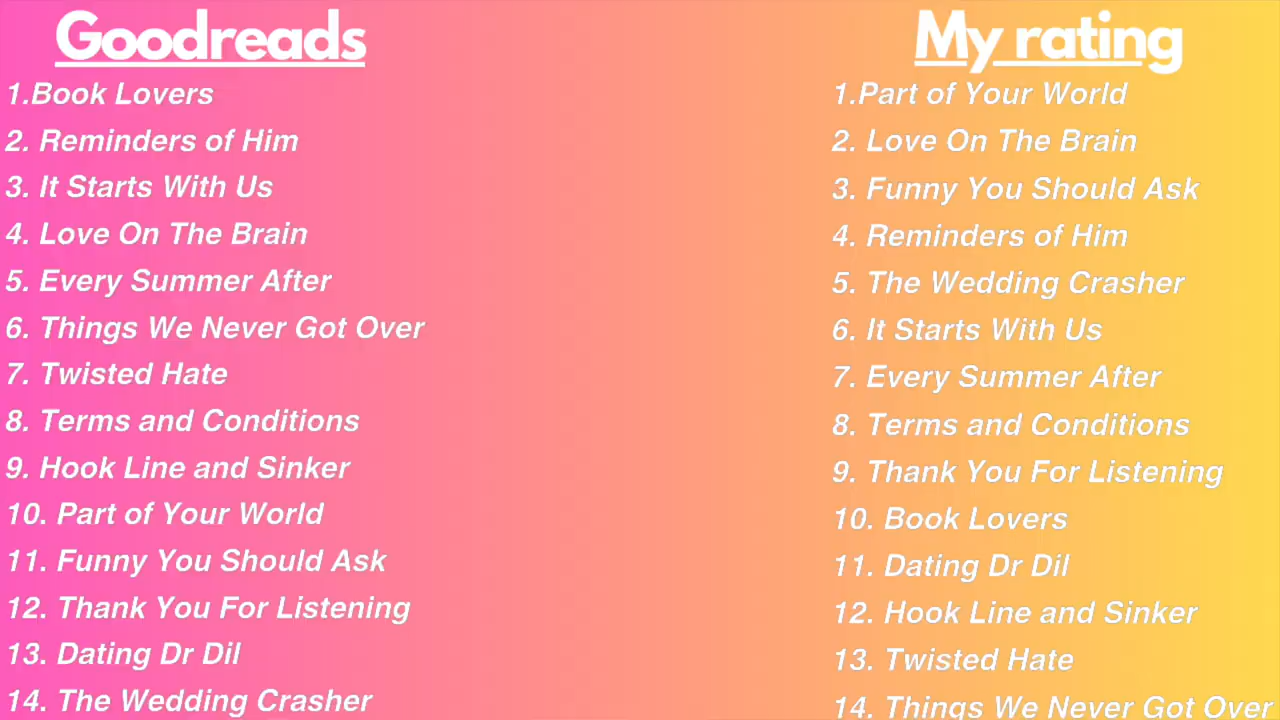 Goodreads
1.Book Lovers
2. Reminders of Him
3. It Starts With Us
4. Love On The Brain
5. Every Summer After
6. Things We Never Got Over
7. Twisted Hate
8. Terms and Conditions
9. Hook Line and Sinker
10. Part of Your World
11. Funny You Should Ask
12. Thank You For Listening
13. Dating Dr Dil
14. The Wedding Crasher
My rating
1.Part of Your World
2. Love On The Brain
3. Funny You Should Ask
4. Reminders of Him
5. The Wedding Crasher
6. It Starts With Us
7. Every Summer After
8. Terms and Conditions
9. Thank You For Listening
10. Book Lovers
11. Dating Dr Dil
12. Hook Line and Sinker
13. Twisted Hate
14. Things We Never Got Over